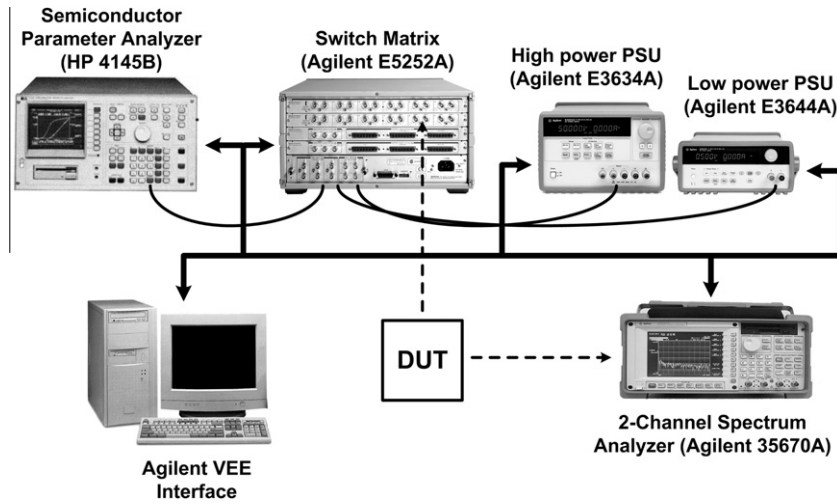 Semiconductor
Parameter Analyzer
(HP 4145B)
Switch Matrix
(Agilent E5252A)
High power PSU
(Agilent E3634A)
Low power PSU
(Agilent E3644A)
DUT
Agilent VEE
Interface
2-Channel Spectrum
Analyzer (Agilent 35670A)